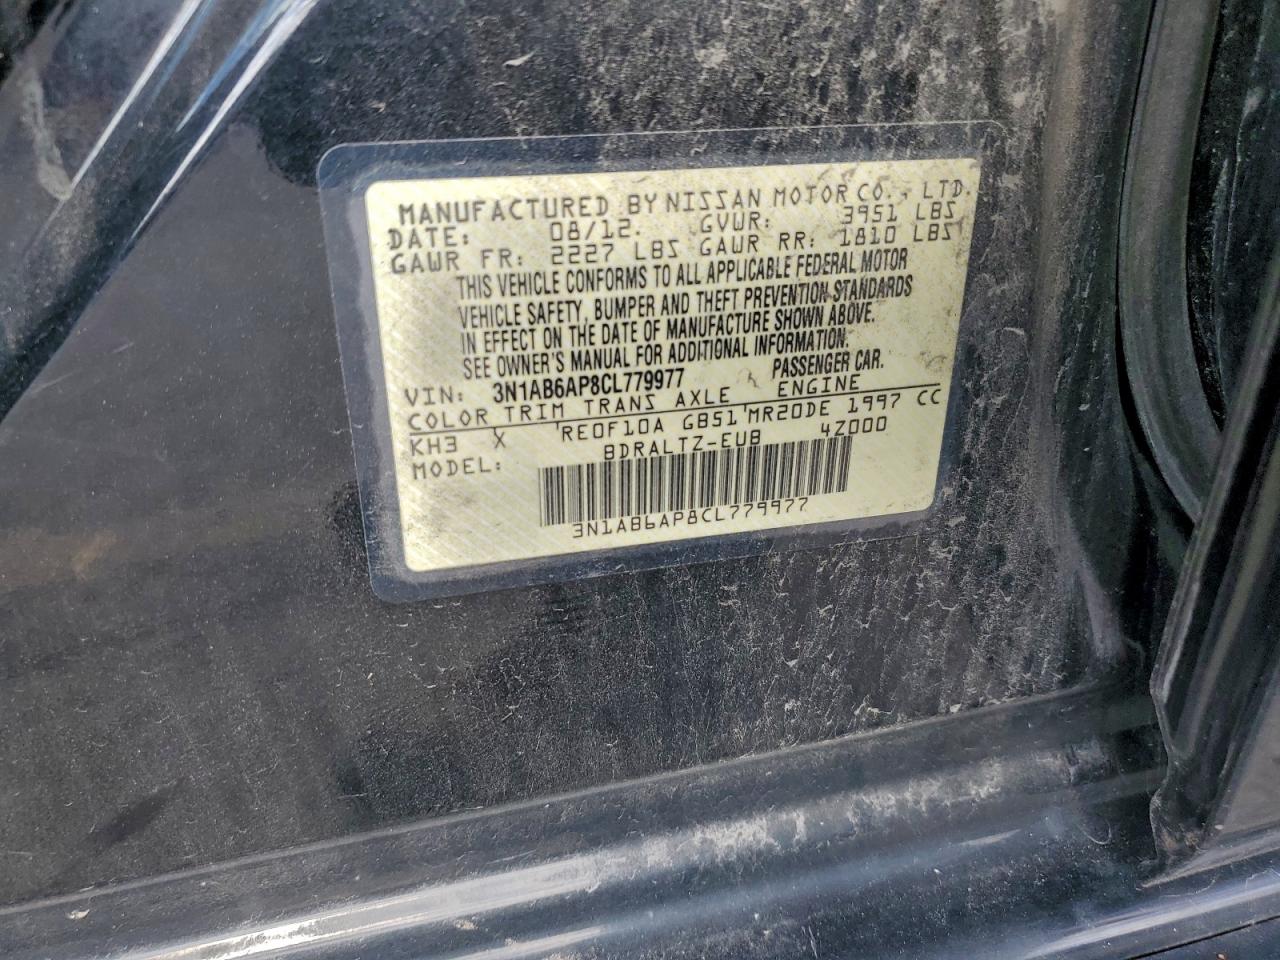 MANUFACTURED BY NISSAN MOTOR CO., LTD.
DATE: 08/12. GVWR: 3951 LBS
GAWR FR: 2227 LBS GAWR RR: 1810 LBS
THIS VEHICLE CONFORMS TO ALL APPLICABLE FEDERAL MOTOR
VEHICLE SAFETY, BUMPER AND THEFT PREVENTION STANDARDS
IN EFFECT ON THE DATE OF MANUFACTURE SHOWN ABOVE.
SEE OWNER'S MANUAL FOR ADDITIONAL INFORMATION.
VIN: 3N1AB6AP8CL779977 PASSENGER CAR.
COLOR TRIM TRANS AXLE ENGINE
KH3 X RE0F10A GB51 MR20DE 1997 CC
MODEL: BDRALTZ-EUB 4Z000
3N1AB6AP8CL779977